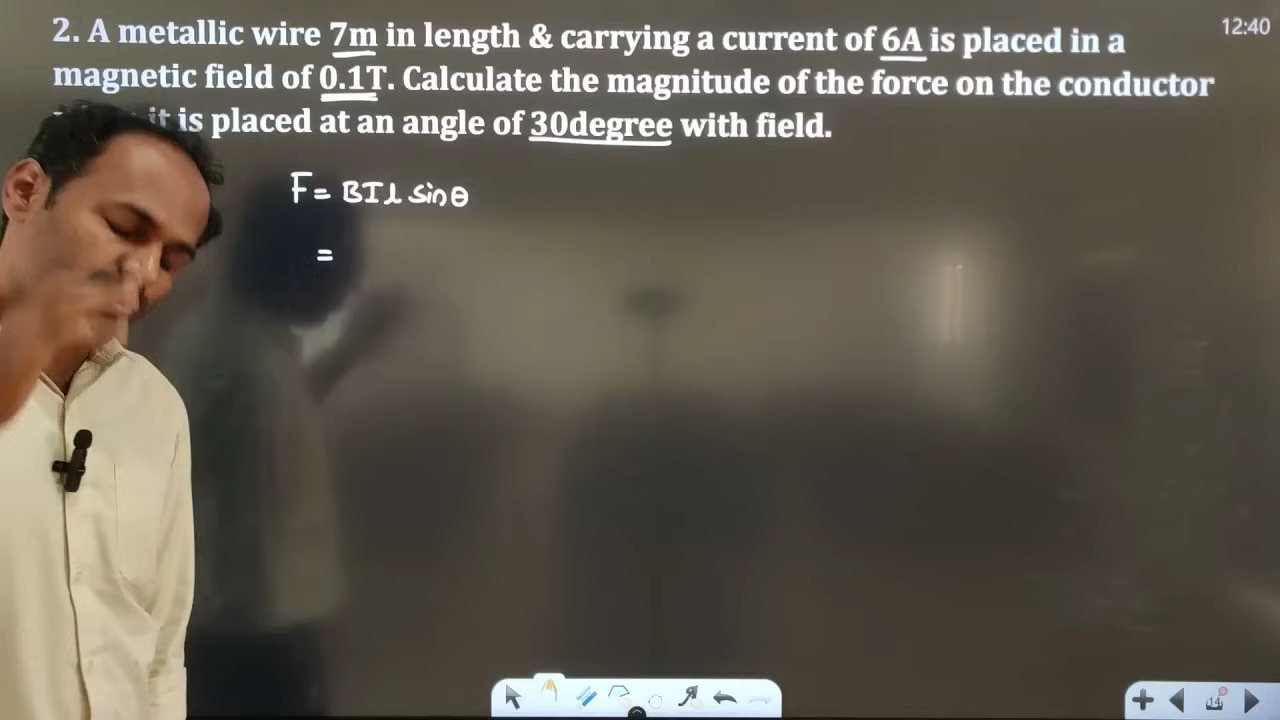 2. A metallic wire 7m in length & carrying a current of 6A is placed in a
magnetic field of 0.1T. Calculate the magnitude of the force on the conductor
it is placed at an angle of 30degree with field.
12:40
F = BIl sinθ
=
14